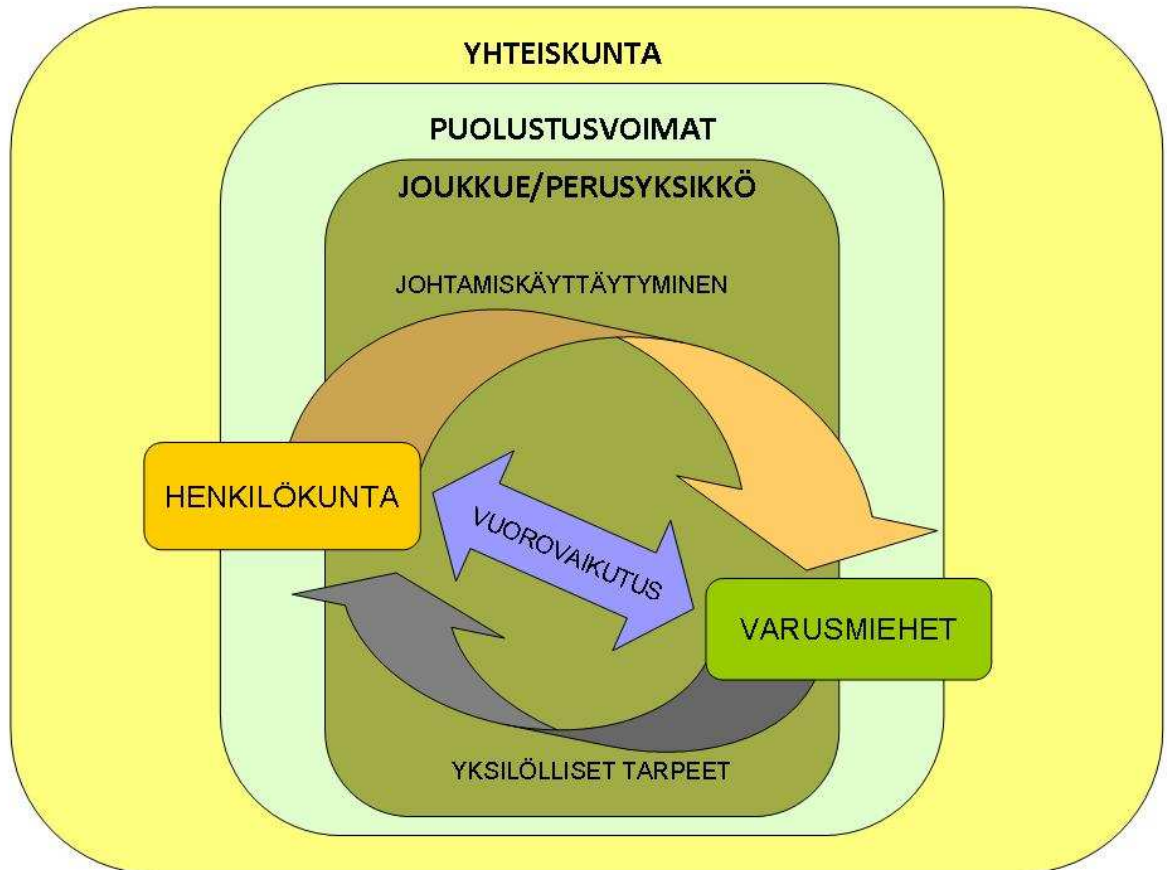 YHTEISKUNTA
PUOLUSTUSVOIMAT
JOUKKUE/PERUSYKSIKKÖ
JOHTAMISKÄYTTÄYTYMINEN
HENKILÖKUNTA
VUOROVAIKUTUS
VARUSMIEHET
YKSILÖLLISET TARPEET